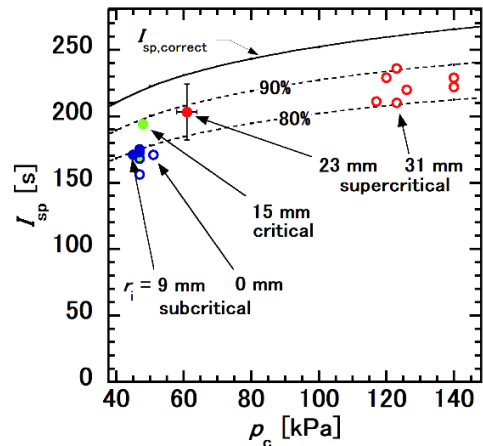 300
250
200
150
100
50
0
I_sp [s]
I_sp,correct
90%
80%
23 mm 31 mm
supercritical
15 mm
critical
r_i = 9 mm 0 mm
subcritical
40 60 80 100 120 140
p_c [kPa]